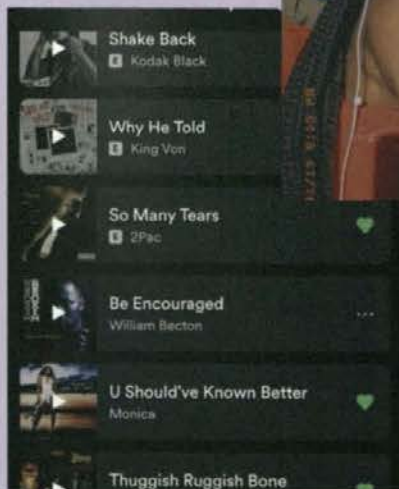 Shake Back
E Kodak Black
Why He Told
E King Von
So Many Tears
E 2Pac
Be Encouraged
William Becton
...
U Should've Known Better
Monica
Thuggish Ruggish Bone